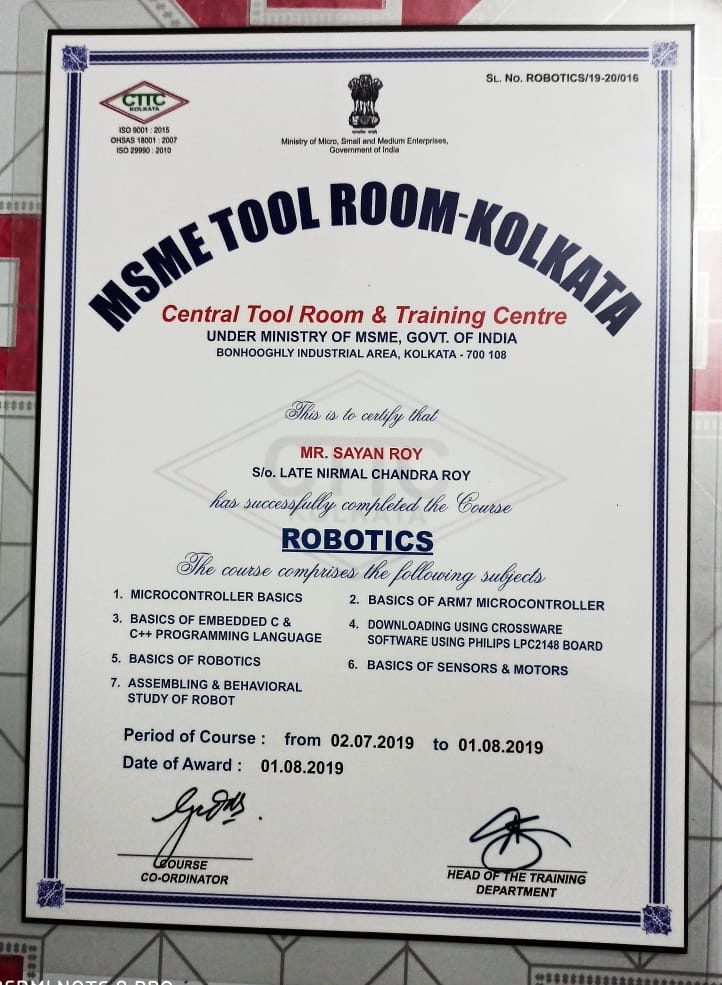 SL. No. ROBOTICS/19-20/016
CTTC
KOLKATA
ISO 9001 : 2015
OHSAS 18001 : 2007
ISO 29990 : 2010
सत्यमेव जयते
Ministry of Micro, Small and Medium Enterprises,
Government of India
MSME TOOL ROOM-KOLKATA
Central Tool Room & Training Centre
UNDER MINISTRY OF MSME, GOVT. OF INDIA
BONHOOGHLY INDUSTRIAL AREA, KOLKATA - 700 108
This is to certify that
MR. SAYAN ROY
S/o. LATE NIRMAL CHANDRA ROY
has successfully completed the Course
CTTC
KOLKATA
ROBOTICS
The course comprises the following subjects
1. MICROCONTROLLER BASICS
2. BASICS OF ARM7 MICROCONTROLLER
3. BASICS OF EMBEDDED C &
C++ PROGRAMMING LANGUAGE
4. DOWNLOADING USING CROSSWARE
SOFTWARE USING PHILIPS LPC2148 BOARD
5. BASICS OF ROBOTICS
6. BASICS OF SENSORS & MOTORS
7. ASSEMBLING & BEHAVIORAL
STUDY OF ROBOT
Period of Course : from 02.07.2019 to 01.08.2019
Date of Award : 01.08.2019
COURSE
CO-ORDINATOR
HEAD OF THE TRAINING
DEPARTMENT